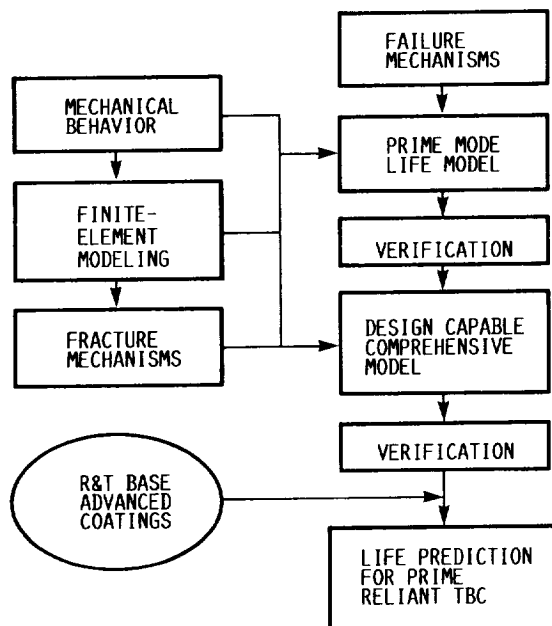 FAILURE
MECHANISMS
MECHANICAL
BEHAVIOR
PRIME MODE
LIFE MODEL
FINITE-
ELEMENT
MODELING
VERIFICATION
FRACTURE
MECHANISMS
DESIGN CAPABLE
COMPREHENSIVE
MODEL
VERIFICATION
R&T BASE
ADVANCED
COATINGS
LIFE PREDICTION
FOR PRIME
RELIANT TBC